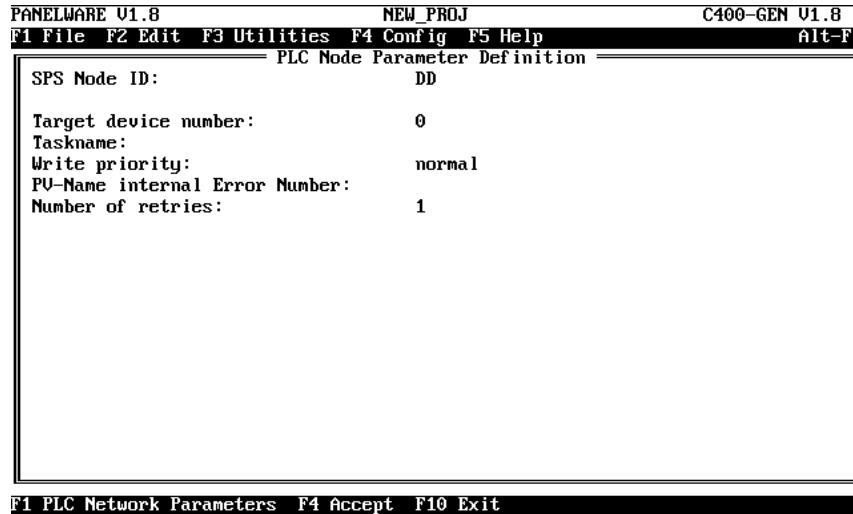 PANELWARE V1.8 NEW_PROJ C400-GEN V1.8
F1 File F2 Edit F3 Utilities F4 Config F5 Help Alt-F
PLC Node Parameter Definition
SPS Node ID: DD
Target device number: 0
Taskname:
Write priority: normal
PV-Name internal Error Number:
Number of retries: 1
F1 PLC Network Parameters F4 Accept F10 Exit